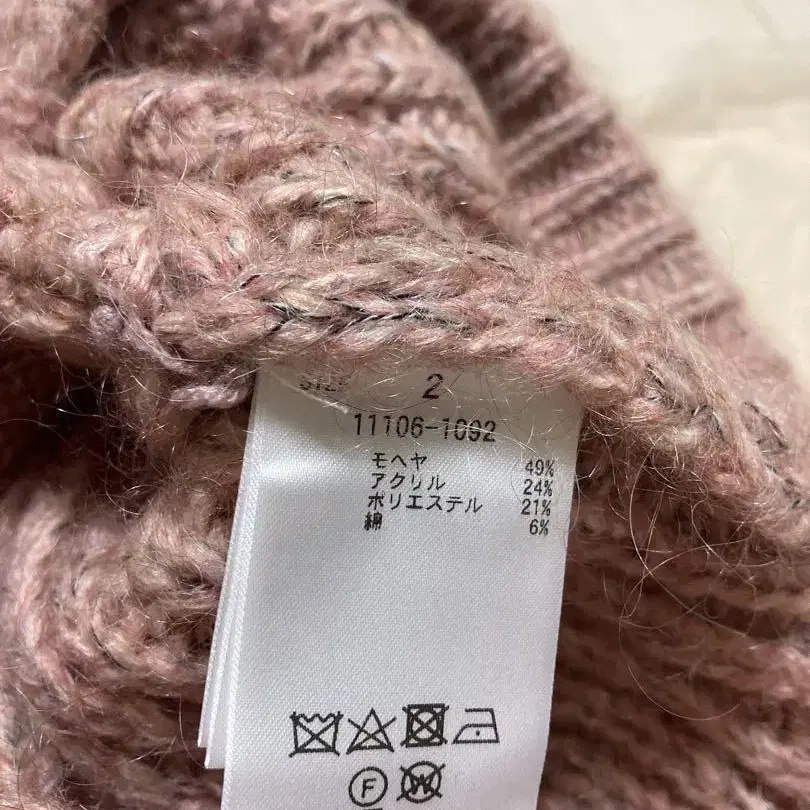 SIZE 2
11106-1092
モヘヤ 49%
アクリル 24%
ポリエステル 21%
綿 6%
F W